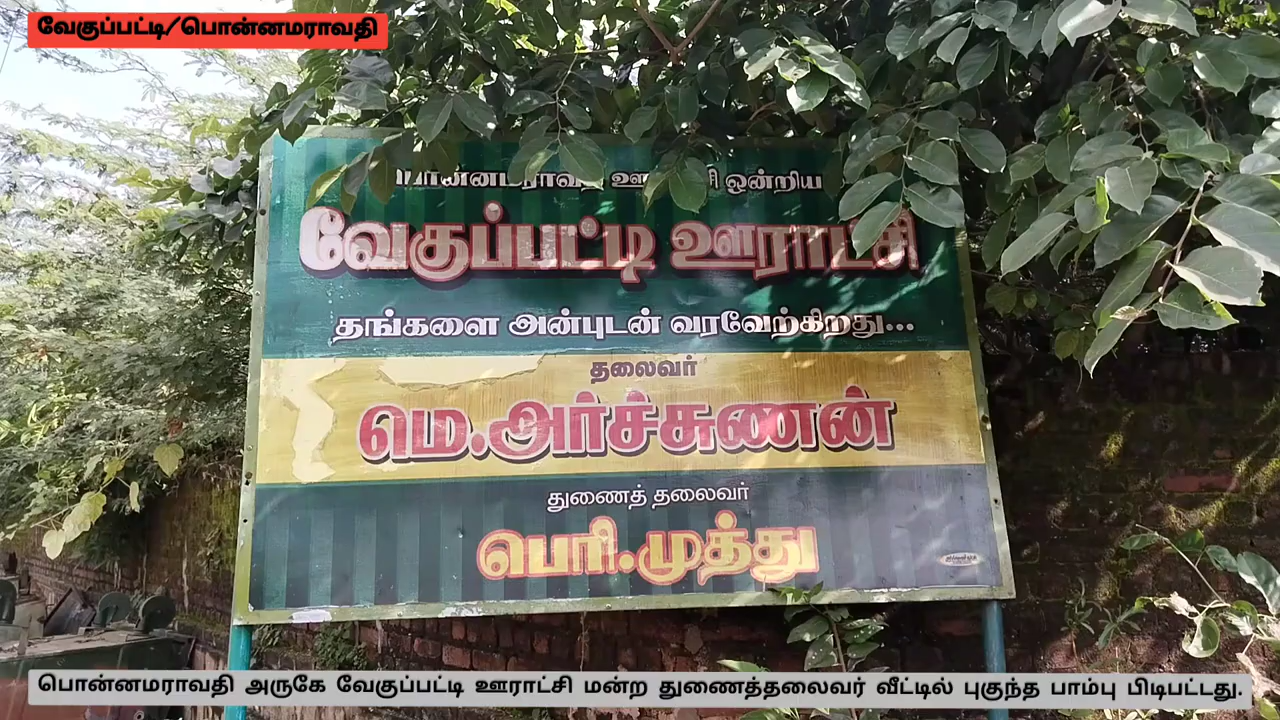 வேகுப்பட்டி/பொன்னமராவதி
ஒன்றிய
வேகுப்பட்டி ஊராட்சி
தங்களை அன்புடன் வரவேற்கிறது...
தலைவர்
மெ.அர்ச்சுணன்
துணைத் தலைவர்
பெரி.முத்து
பொன்னமராவதி அருகே வேகுப்பட்டி ஊராட்சி மன்ற துணைத்தலைவர் வீட்டில் புகுந்த பாம்பு பிடிபட்டது.